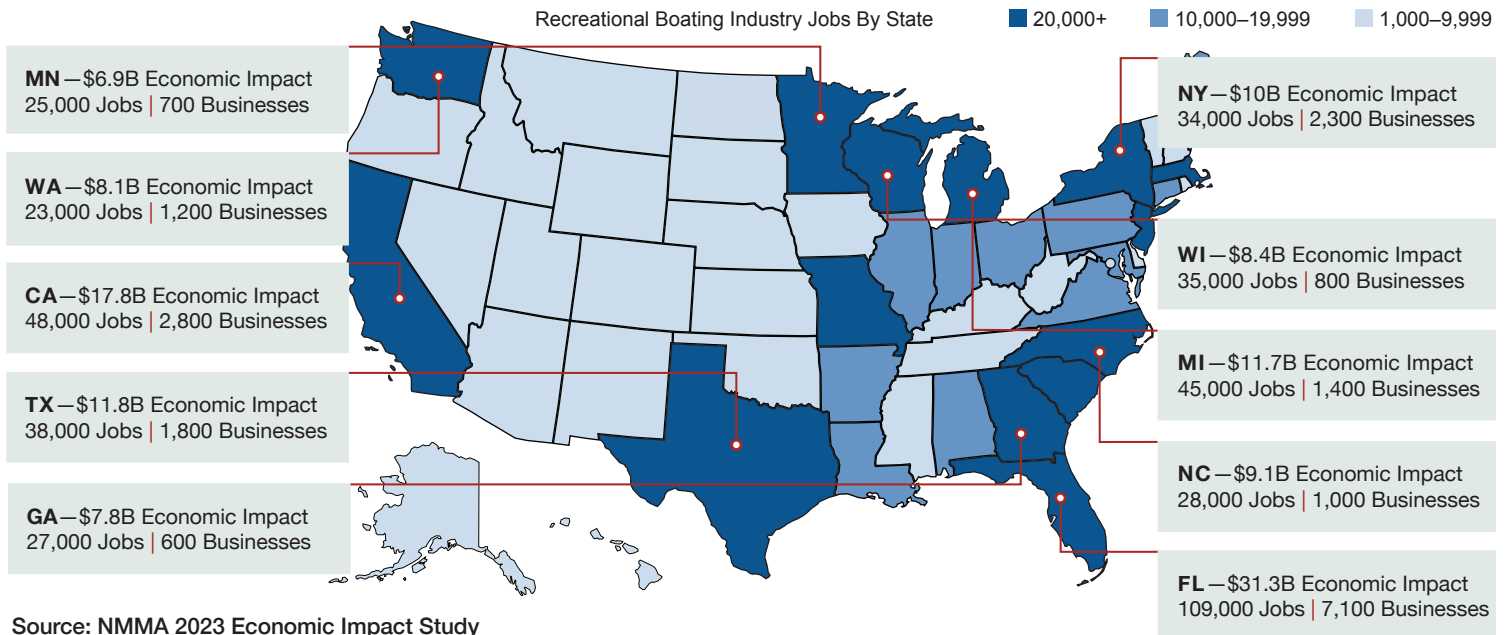 Recreational Boating Industry Jobs By State
20,000+
10,000–19,999
1,000–9,999
MN—$6.9B Economic Impact
25,000 Jobs | 700 Businesses
WA—$8.1B Economic Impact
23,000 Jobs | 1,200 Businesses
CA—$17.8B Economic Impact
48,000 Jobs | 2,800 Businesses
TX—$11.8B Economic Impact
38,000 Jobs | 1,800 Businesses
GA—$7.8B Economic Impact
27,000 Jobs | 600 Businesses
NY—$10B Economic Impact
34,000 Jobs | 2,300 Businesses
WI—$8.4B Economic Impact
35,000 Jobs | 800 Businesses
MI—$11.7B Economic Impact
45,000 Jobs | 1,400 Businesses
NC—$9.1B Economic Impact
28,000 Jobs | 1,000 Businesses
FL—$31.3B Economic Impact
109,000 Jobs | 7,100 Businesses
Source: NMMA 2023 Economic Impact Study